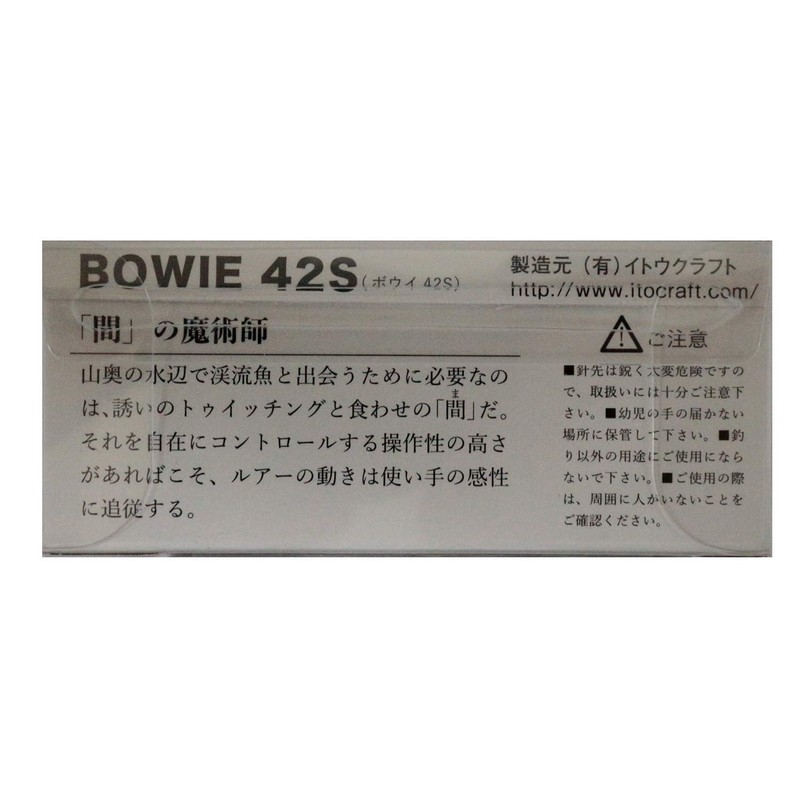 BOWIE 42S(ボウイ 42S)
製造元 (有)イトウクラフト
http://www.itocraft.com/
「間」の魔術師
山奥の水辺で渓流魚と出会うために必要なの
は、誘いのトゥイッチングと食わせの「間」だ。
ま
それを自在にコントロールする操作性の高さ
があればこそ、ルアーの動きは使い手の感性
に追従する。
ご注意
■針先は鋭く大変危険ですの
で、取扱いには十分ご注意下
さい。■幼児の手の届かない
場所に保管して下さい。■釣
り以外の用途にご使用になら
ないで下さい。■ご使用の際
は、周囲に人がいないことを
ご確認ください。